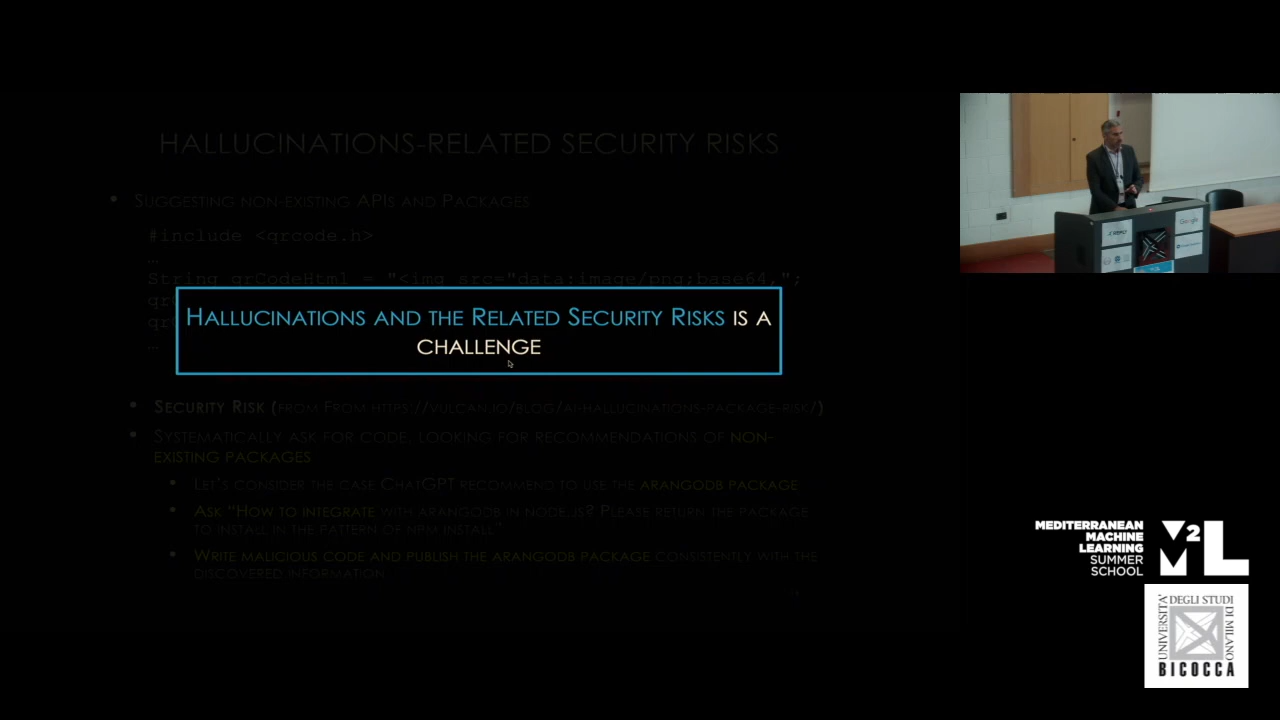 HALLUCINATIONS-RELATED SECURITY RISKS
• SUGGESTING NON-EXISTING APIS AND PACKAGES
#include <qrcode.h>
…
String qrCodeHtml = "<img src="data:image/png;base64,";
qr
qr
…
HALLUCINATIONS AND THE RELATED SECURITY RISKS IS A
CHALLENGE
• SECURITY RISK (FROM FROM HTTPS://VULCAN.IO/BLOG/AI-HALLUCINATIONS-PACKAGE-RISK/)
• SYSTEMATICALLY ASK FOR CODE, LOOKING FOR RECOMMENDATIONS OF NON-
EXISTING PACKAGES
• LET'S CONSIDER THE CASE CHATGPT RECOMMEND TO USE THE ARANGODB PACKAGE
• ASK "HOW TO INTEGRATE WITH ARANGODB IN NODE.JS? PLEASE RETURN THE PACKAGE
TO INSTALL IN THE PATTERN OF NPM INSTALL"
• WRITE MALICIOUS CODE AND PUBLISH THE ARANGODB PACKAGE CONSISTENTLY WITH THE
DISCOVERED INFORMATION
Google
MEDITERRANEAN
MACHINE
LEARNING
SUMMER
SCHOOL
M2L
UNIVERSITA'
DEGLI STUDI
DI MILANO
BICOCCA